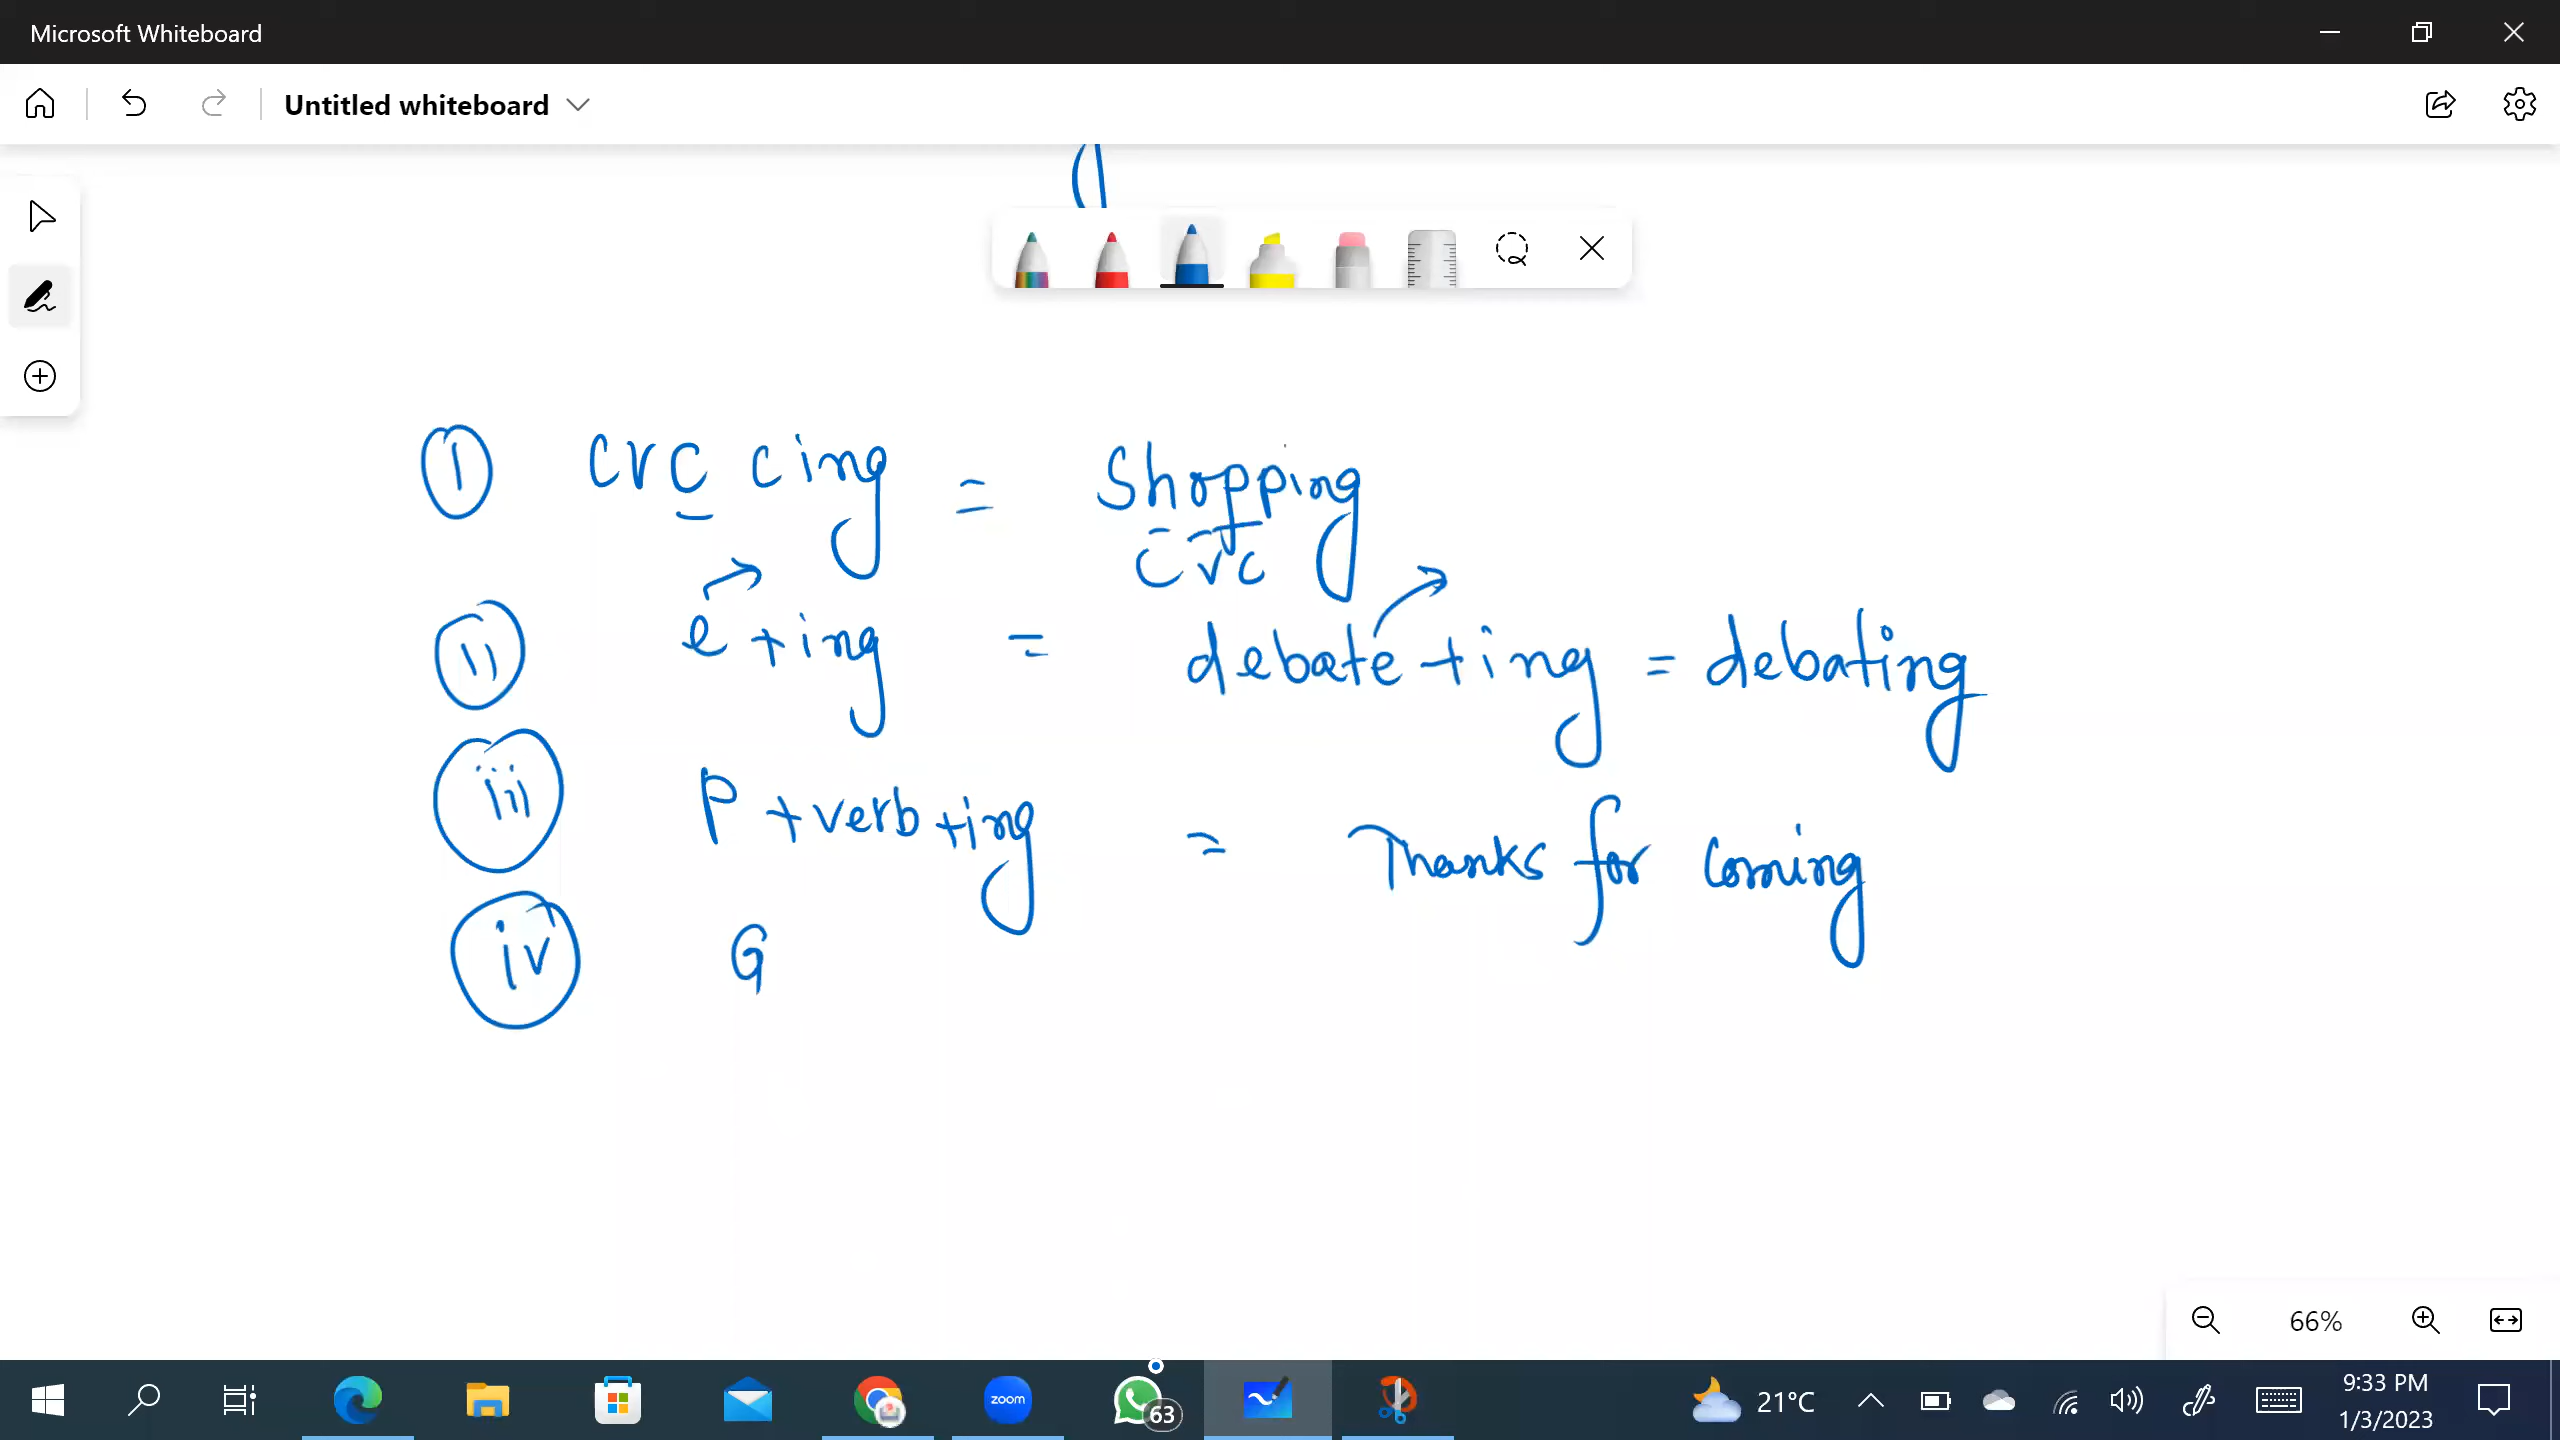 Microsoft Whiteboard
Untitled whiteboard
i cvc cing = Shopping
cvc
ii e + ing = debate + ing = debating
iii P + verb + ing = Thanks for Coming
iv G
66%
zoom
63
21°C
9:33 PM
1/3/2023